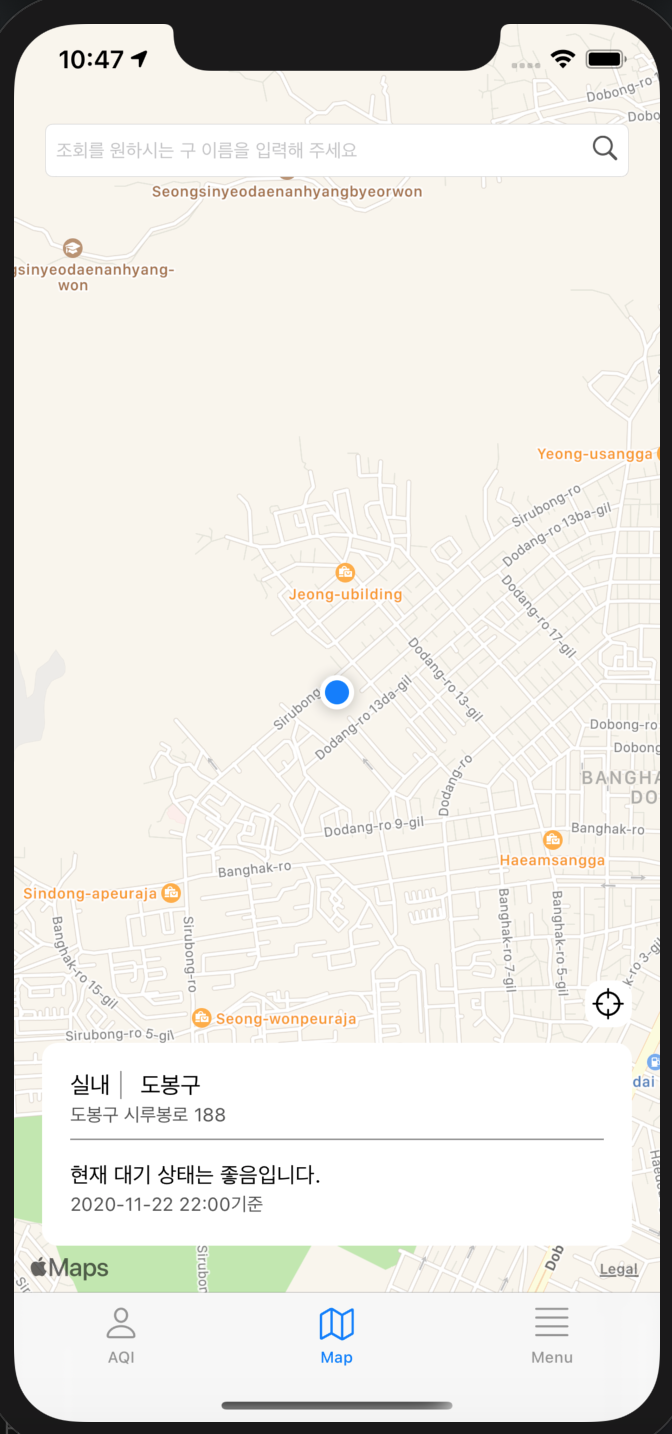 10:47
Dobong-ro 1
Dobo
조회를 원하시는 구 이름을 입력해 주세요
Seongsinyeodaenanhyangbyeorwon
gsinyeodaenanhyang-
won
Yeong-usangga
Sirubong-ro
Dodang-ro 13ba-gil
Jeong-ubilding
Dodang-ro 17-gil
Dodang-ro 13-gil
Sirubong
Dodang-ro 13da-gil
Dobong-ro
Dobong
Dodang-ro
BANGHA
DO
Dodang-ro 9-gil
Banghak-ro
Haeamsangga
Banghak-ro
Sindong-apeuraja
Banghak-ro 15-gil
Sirubong-ro
Banghak-ro 7-gil
Banghak-ro 5-gil
k-ro 3-gi
Seong-wonpeuraja
Sirubong-ro 5-gil
dai
실내 │ 도봉구
도봉구 시루봉로 188
현재 대기 상태는 좋음입니다.
2020-11-22 22:00기준
Maps
Sirubon
Dob
Legal
AQI
Map
Menu